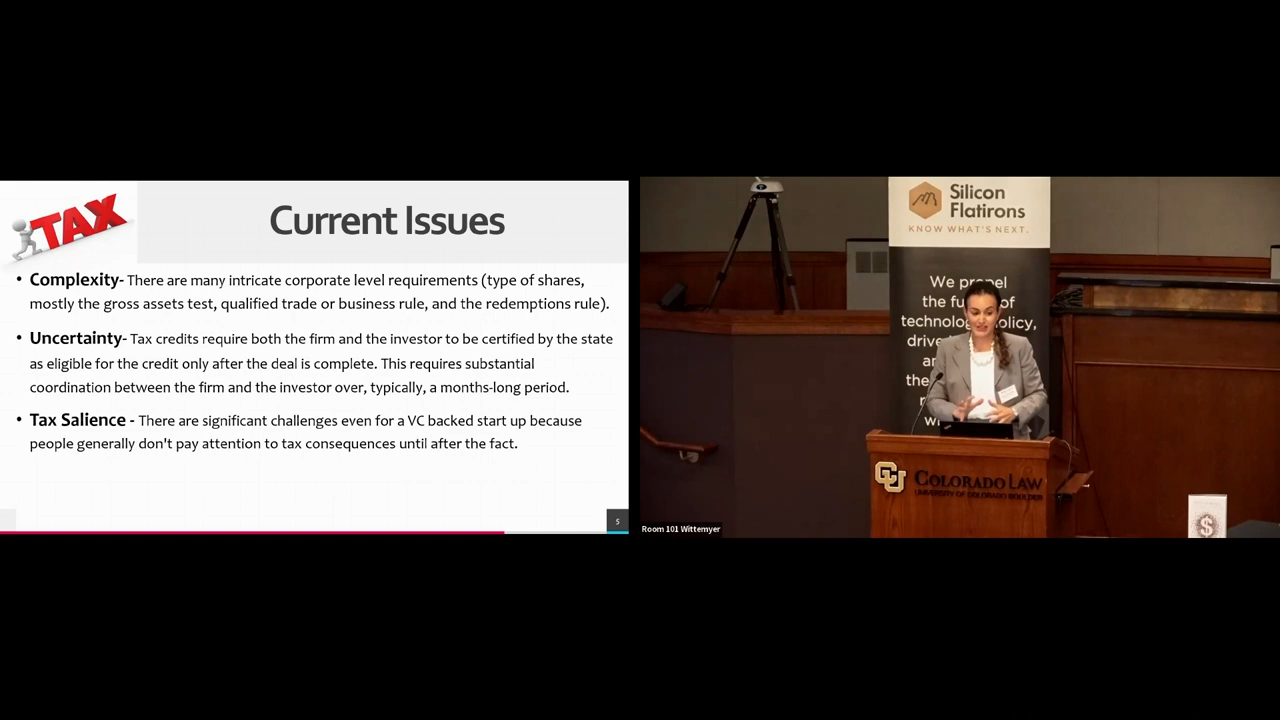 TAX
Current Issues
• Complexity- There are many intricate corporate level requirements (type of shares,
mostly the gross assets test, qualified trade or business rule, and the redemptions rule).
• Uncertainty- Tax credits require both the firm and the investor to be certified by the state
as eligible for the credit only after the deal is complete. This requires substantial
coordination between the firm and the investor over, typically, a months-long period.
• Tax Salience - There are significant challenges even for a VC backed start up because
people generally don't pay attention to tax consequences until after the fact.
5
Silicon
Flatirons
KNOW WHAT'S NEXT.
We propel
the of
technology policy,
CU COLORADO LAW
UNIVERSITY OF COLORADO BOULDER
$
Room 101 Wittemyer